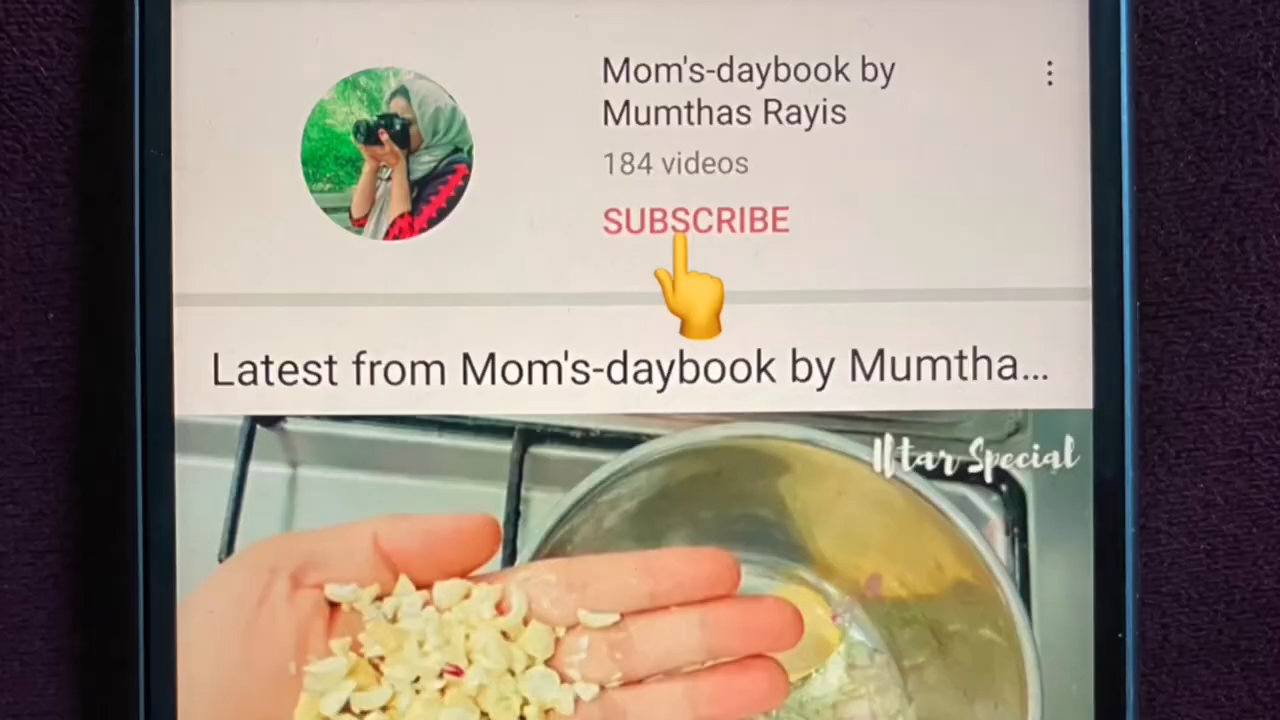 Mom's-daybook by
Mumthas Rayis
184 videos
SUBSCRIBE
Latest from Mom's-daybook by Mumtha...
Iftar Special